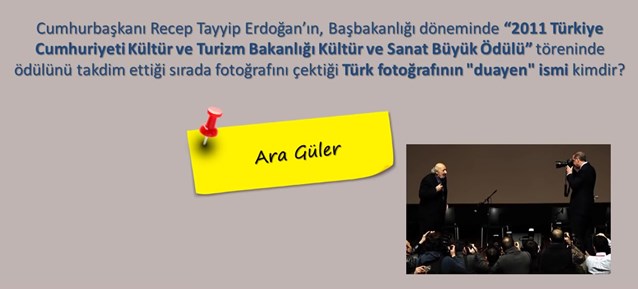 Cumhurbaşkanı Recep Tayyip Erdoğan’ın, Başbakanlığı döneminde “2011 Türkiye
Cumhuriyeti Kültür ve Turizm Bakanlığı Kültür ve Sanat Büyük Ödülü” töreninde
ödülünü takdim ettiği sırada fotoğrafını çektiği Türk fotoğrafının "duayen" ismi kimdir?
Ara Güler